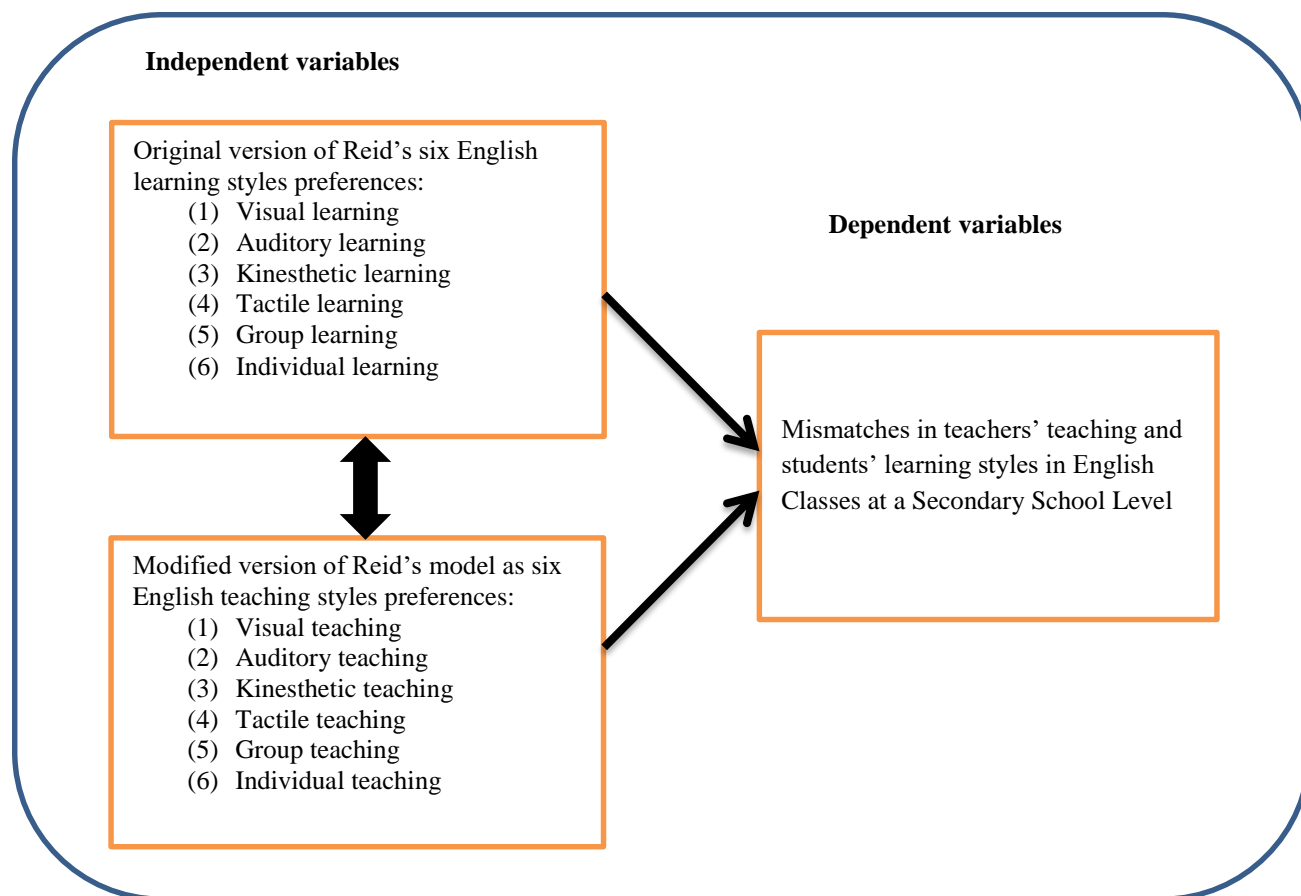 Independent variables
Original version of Reid’s six English
learning styles preferences:
(1) Visual learning
(2) Auditory learning
(3) Kinesthetic learning
(4) Tactile learning
(5) Group learning
(6) Individual learning
Dependent variables
Mismatches in teachers’ teaching and
students’ learning styles in English
Classes at a Secondary School Level
Modified version of Reid’s model as six
English teaching styles preferences:
(1) Visual teaching
(2) Auditory teaching
(3) Kinesthetic teaching
(4) Tactile teaching
(5) Group teaching
(6) Individual teaching